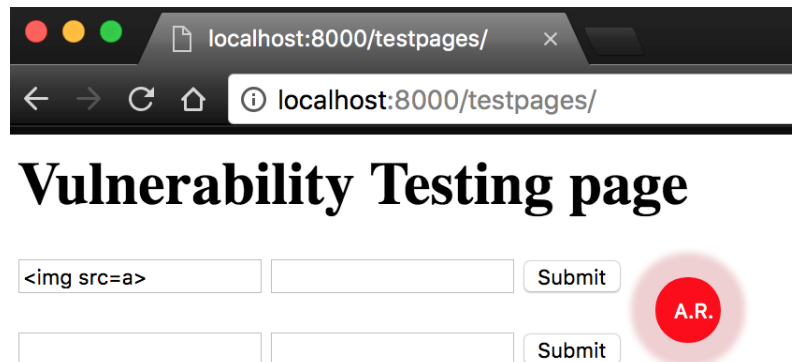 localhost:8000/testpages/
localhost:8000/testpages/
Vulnerability Testing page
<img src=a> Submit
A.R.
Submit